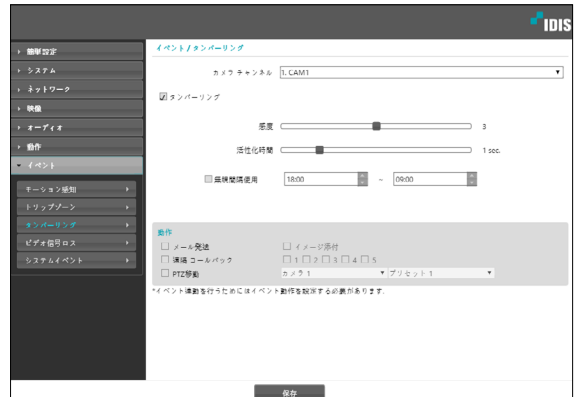 IDIS
簡単設定
システム
ネットワーク
映像
オーディオ
動作
イベント
モーション感知
トリップゾーン
タンパーリング
ビデオ信号ロス
システムイベント
イベント / タンパーリング
カメラ チャンネル 1. CAM1
タンパーリング
感度 3
活性化時間 1 sec.
無視間隔使用 18:00 ~ 09:00
動作
メール発送 イメージ添付
遠隔 コールバック 1 2 3 4 5
PTZ移動 カメラ 1 プリセット 1
*イベント連動を行うためにはイベント動作を設定する必要があります.
保存